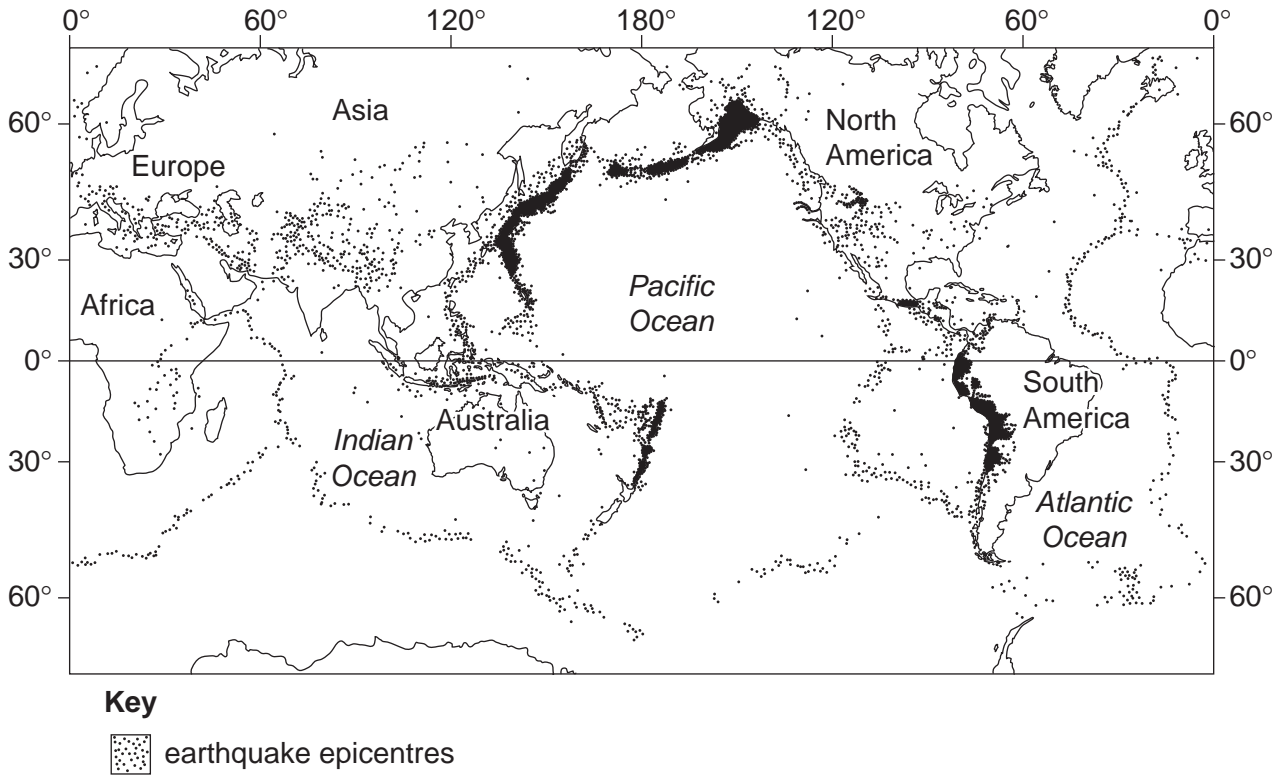 0° 60° 120° 180° 120° 60° 0°
Asia
North
America
60° 60°
Europe
30° 30°
Africa
Pacific
Ocean
0° 0°
South
America
Australia
Indian
Ocean
30° 30°
Atlantic
Ocean
60° 60°
Key
earthquake epicentres